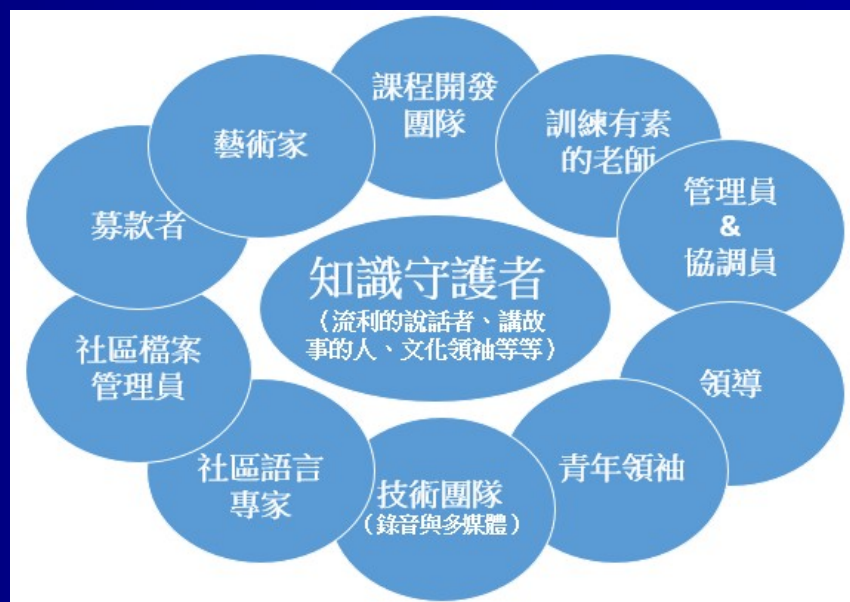 課程開發
團隊
訓練有素
的老師
管理員
&
協調員
領導
青年領袖
技術團隊
（錄音與多媒體）
社區語言
專家
社區檔案
管理員
募款者
藝術家
知識守護者
（流利的說話者、講故
事的人、文化領袖等等）